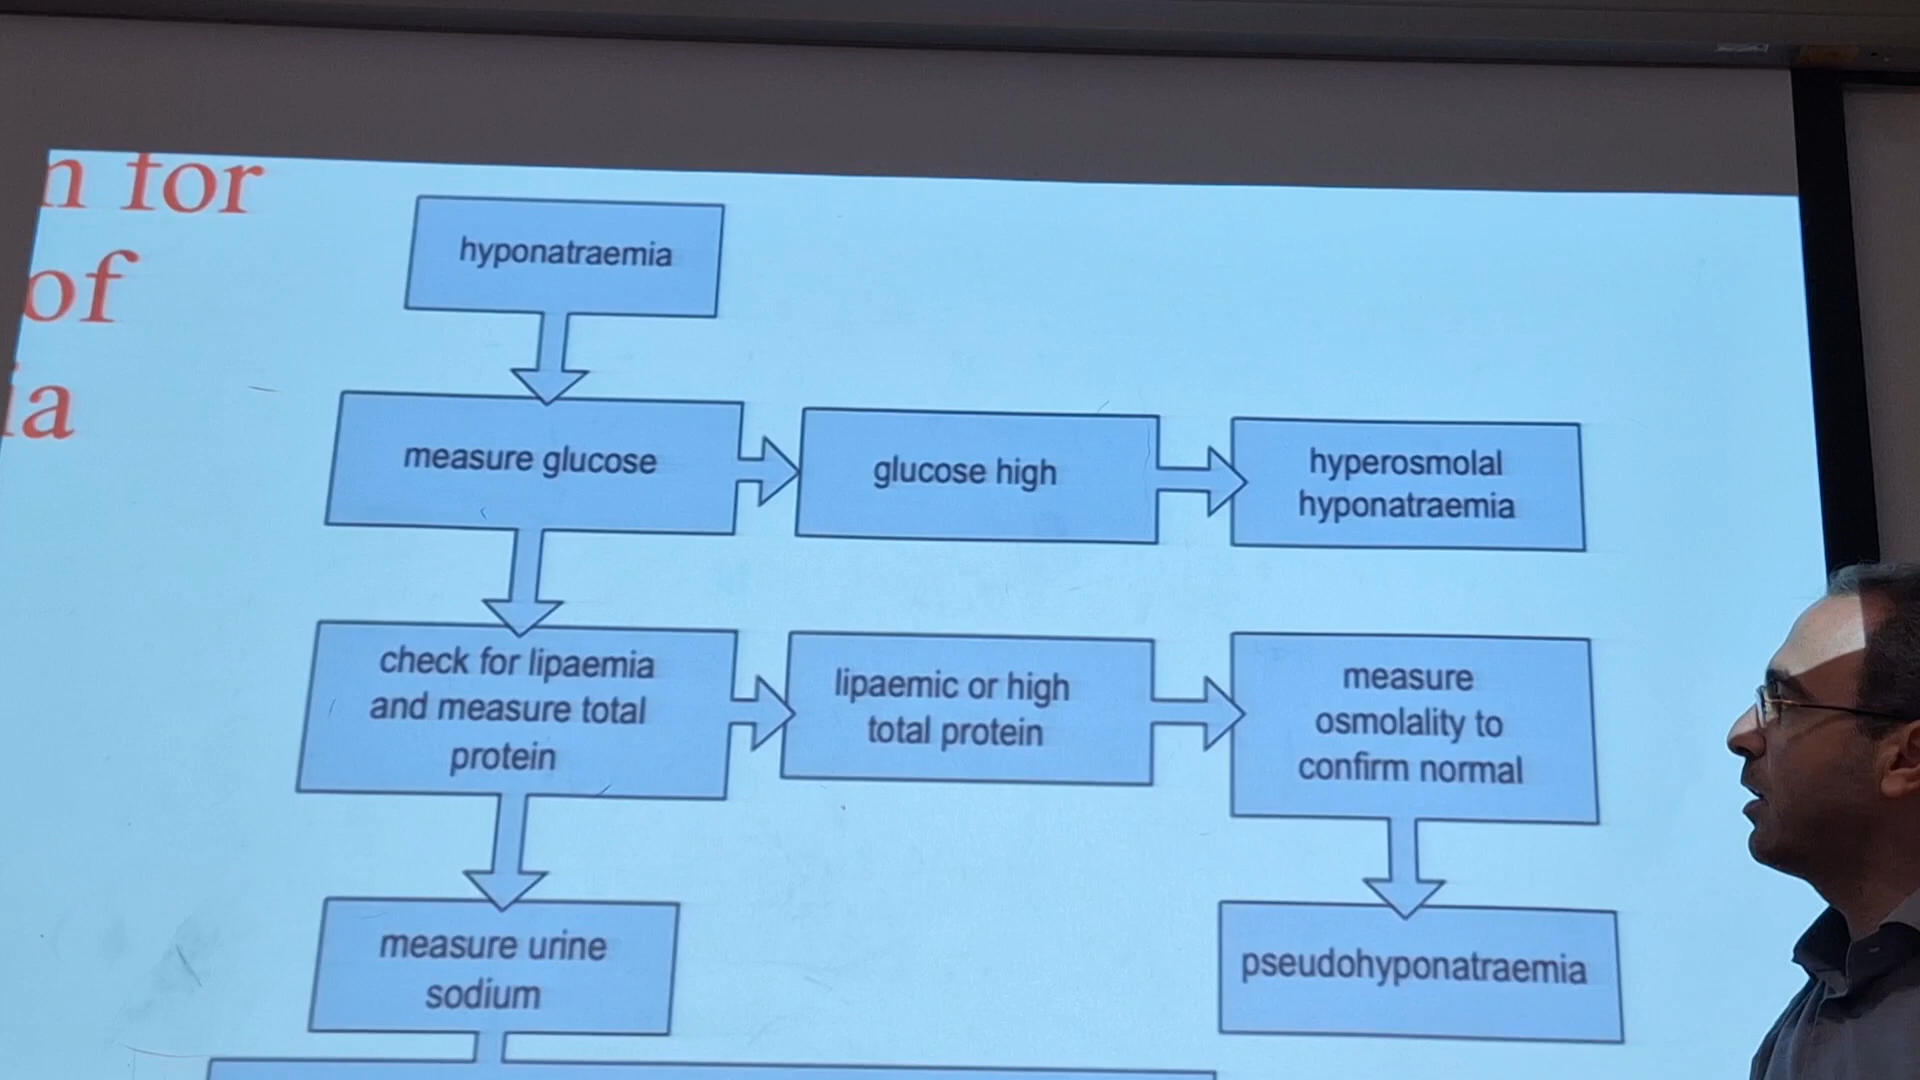 n for
of
ia
hyponatraemia
measure glucose
glucose high
hyperosmolal
hyponatraemia
check for lipaemia
and measure total
protein
lipaemic or high
total protein
measure
osmolality to
confirm normal
measure urine
sodium
pseudohyponatraemia